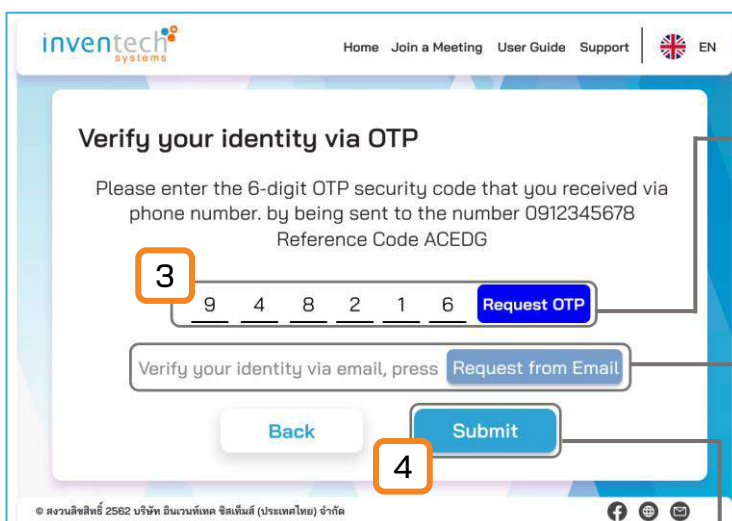 inventech
systems
Home Join a Meeting User Guide Support EN
Verify your identity via OTP
Please enter the 6-digit OTP security code that you received via
phone number. by being sent to the number 0912345678
Reference Code ACEDG
3
9 4 8 2 1 6 Request OTP
Verify your identity via email, press Request from Email
Back Submit
4
© สงวนลิขสิทธิ์ 2562 บริษัท อินเวนท์เทค ซิสเท็มส์ (ประเทศไทย) จำกัด